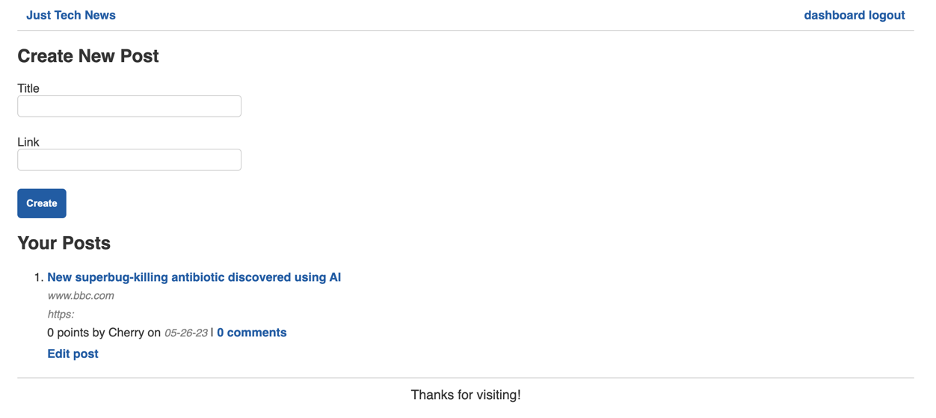 Just Tech News
dashboard logout
Create New Post
Title
Link
Create
Your Posts
1. New superbug-killing antibiotic discovered using AI
www.bbc.com
https:
0 points by Cherry on 05-26-23 | 0 comments
Edit post
Thanks for visiting!